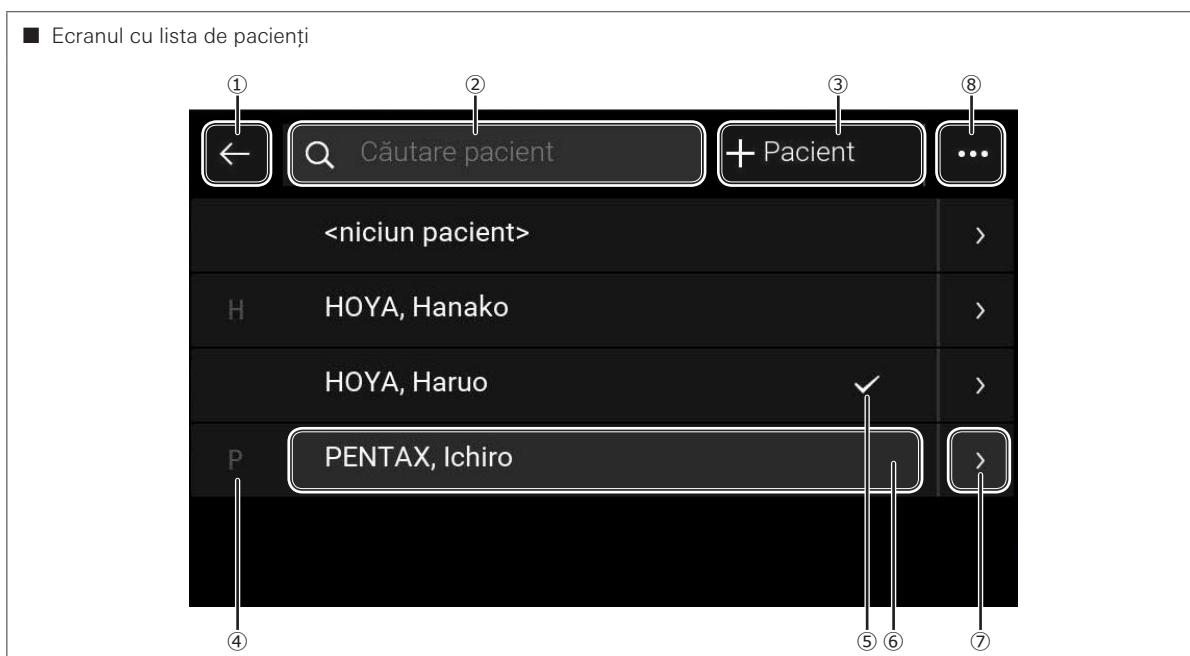 ■ Ecranul cu lista de pacienți
① ② ③ ⑧
Căutare pacient + Pacient •••
<niciun pacient>
H HOYA, Hanako
HOYA, Haruo
P PENTAX, Ichiro
④ ⑤ ⑥ ⑦